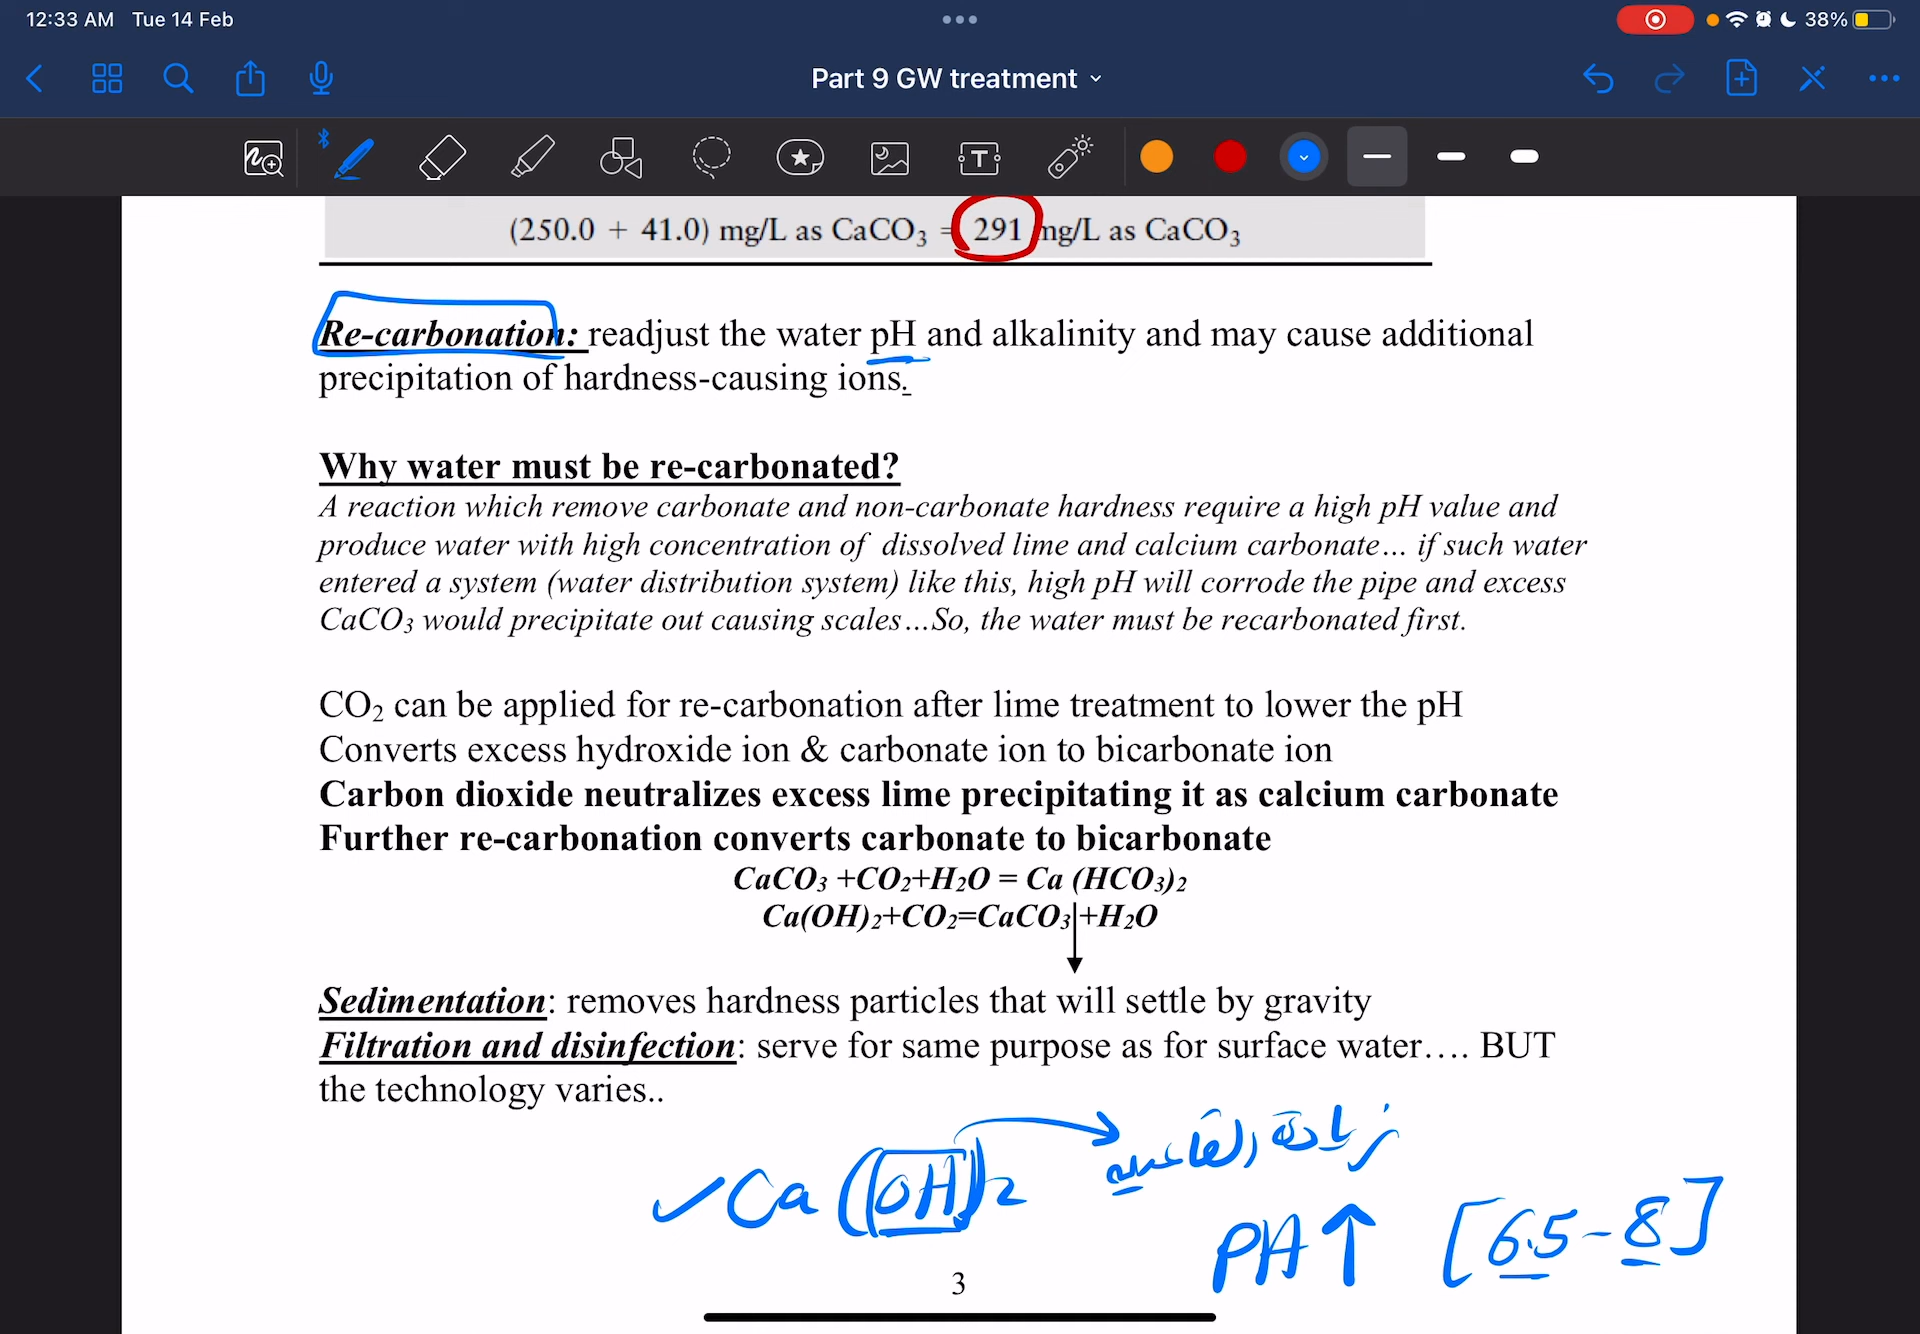 12:33 AM Tue 14 Feb
38%
Part 9 GW treatment
T
(250.0 + 41.0) mg/L as CaCO₃ = 291 mg/L as CaCO₃
Re-carbonation: readjust the water pH and alkalinity and may cause additional
precipitation of hardness-causing ions.
Why water must be re-carbonated?
A reaction which remove carbonate and non-carbonate hardness require a high pH value and
produce water with high concentration of dissolved lime and calcium carbonate… if such water
entered a system (water distribution system) like this, high pH will corrode the pipe and excess
CaCO₃ would precipitate out causing scales…So, the water must be recarbonated first.
CO₂ can be applied for re-carbonation after lime treatment to lower the pH
Converts excess hydroxide ion & carbonate ion to bicarbonate ion
Carbon dioxide neutralizes excess lime precipitating it as calcium carbonate
Further re-carbonation converts carbonate to bicarbonate
CaCO₃ +CO₂+H₂O = Ca (HCO₃)₂
Ca(OH)₂+CO₂=CaCO₃+H₂O
Sedimentation: removes hardness particles that will settle by gravity
Filtration and disinfection: serve for same purpose as for surface water…. BUT
the technology varies..
زيادة القاعدية
✓Ca (OH)2
PH↑ [6.5-8]
3